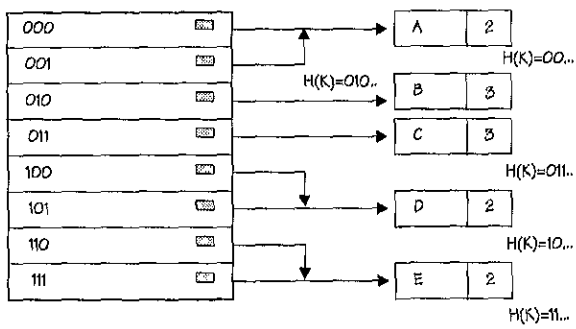 000 A 2
H(K)=00...
001
H(K)=010..
010 B 3
011 C 3
H(K)=011..
100
101 D 2
H(K)=10...
110
111 E 2
H(K)=11...